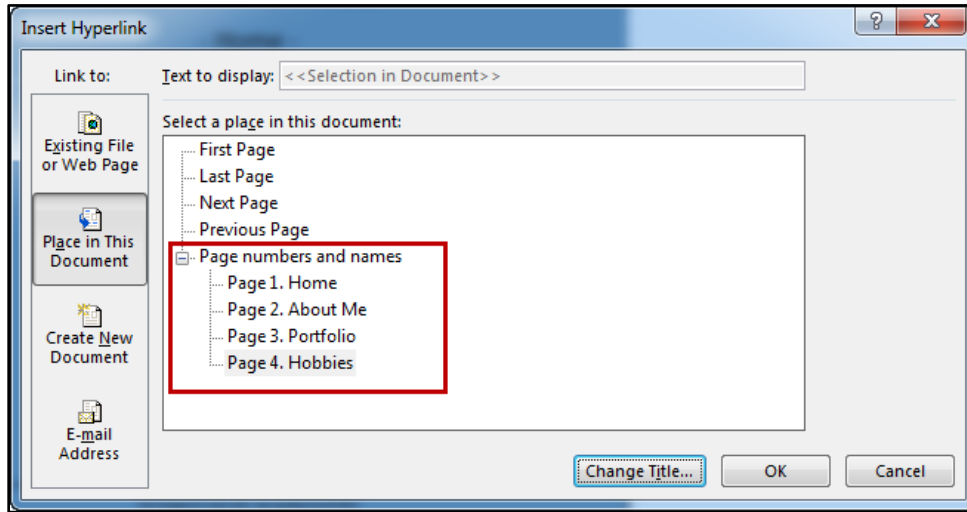 Insert Hyperlink
Link to:
Text to display: <<Selection in Document>>
Existing File
or Web Page
Place in This
Document
Create New
Document
E-mail
Address
Select a place in this document:
First Page
Last Page
Next Page
Previous Page
Page numbers and names
Page 1. Home
Page 2. About Me
Page 3. Portfolio
Page 4. Hobbies
Change Title...
OK
Cancel